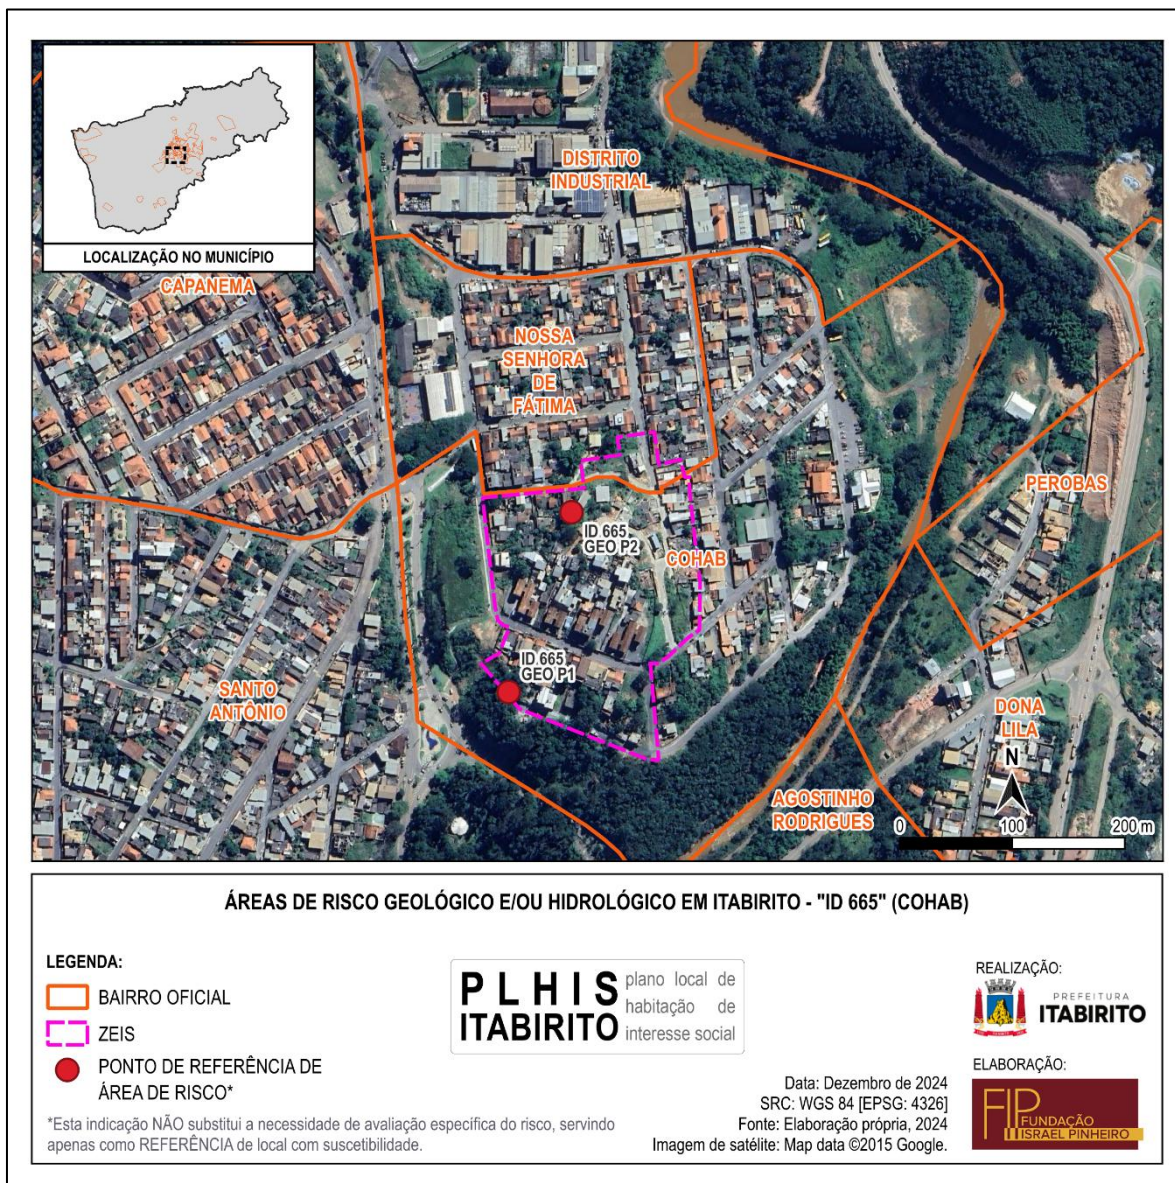 LOCALIZAÇÃO NO MUNICÍPIO
CAPANEMA
DISTRITO
INDUSTRIAL
NOSSA
SENHORA
DE
FÁTIMA
PEROBAS
ID 665
GEO P2
COHAB
ID 665
GEO P1
SANTO
ANTÔNIO
DONA
LILA
N
AGOSTINHO
RODRIGUES
0 100 200 m
ÁREAS DE RISCO GEOLÓGICO E/OU HIDROLÓGICO EM ITABIRITO - "ID 665" (COHAB)
LEGENDA:
BAIRRO OFICIAL
ZEIS
PONTO DE REFERÊNCIA DE
ÁREA DE RISCO*
*Esta indicação NÃO substitui a necessidade de avaliação específica do risco, servindo
apenas como REFERÊNCIA de local com suscetibilidade.
PLHIS
ITABIRITO
plano local de
habitação de
interesse social
Data: Dezembro de 2024
SRC: WGS 84 [EPSG: 4326]
Fonte: Elaboração própria, 2024
Imagem de satélite: Map data ©2015 Google.
REALIZAÇÃO:
PREFEITURA
ITABIRITO
ELABORAÇÃO:
FIP
FUNDAÇÃO
ISRAEL PINHEIRO